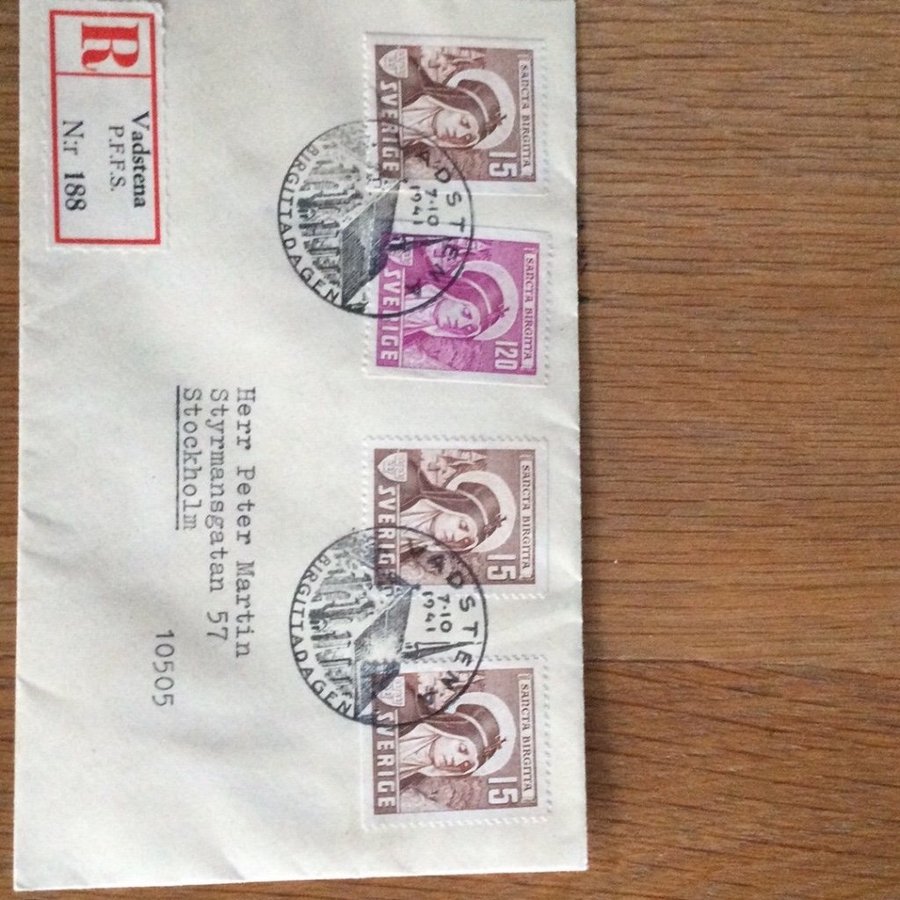 R
Vadstena
P.F.F.S.
N:r 188
SANCTA BIRGITTA
15
SVERIGE
SANCTA BIRGITTA
120
SVERIGE
SANCTA BIRGITTA
15
SVERIGE
SANCTA BIRGITTA
15
SVERIGE
VADSTENA
7·10
1941
BIRGITTADAGEN
VADSTENA
7·10
1941
BIRGITTADAGEN
Herr Peter Martin
Styrmansgatan 57
Stockholm
10505